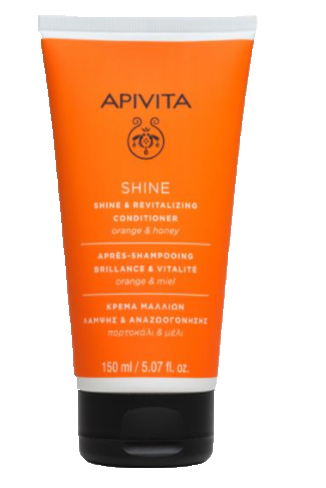 APIVITA
SHINE
SHINE & REVITALIZING
CONDITIONER
orange & honey
APRÈS-SHAMPOOING
BRILLANCE & VITALITÉ
orange & miel
ΚΡΕΜΑ ΜΑΛΛΙΩΝ
ΛΑΜΨΗΣ & ΑΝΑΖΩΟΓΟΝΗΣΗΣ
πορτοκάλι & μέλι
150 ml / 5.07 fl. oz.